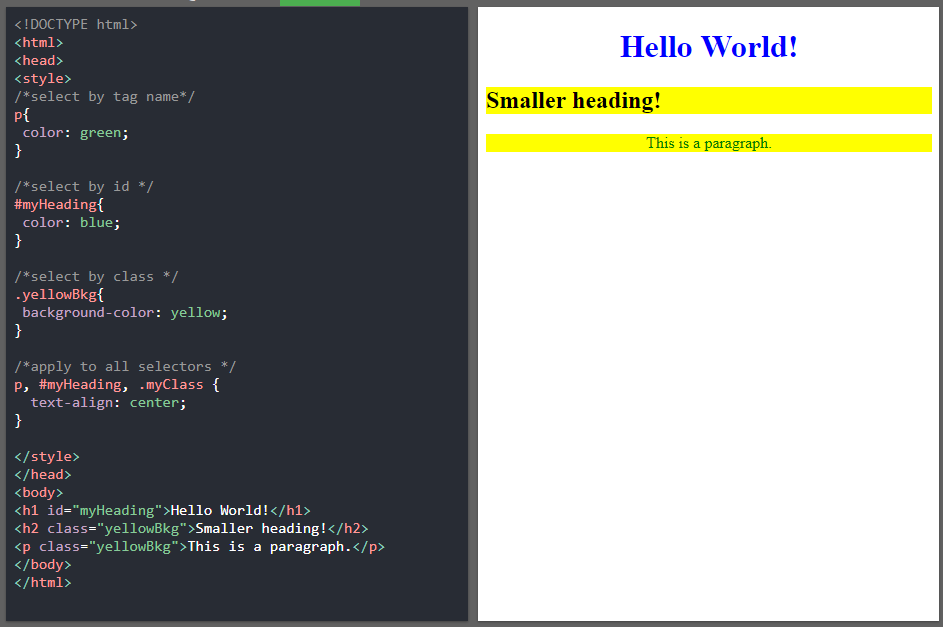 <!DOCTYPE html>
<html>
<head>
<style>
/*select by tag name*/
p{
 color: green;
}

/*select by id */
#myHeading{
 color: blue;
}

/*select by class */
.yellowBkg{
 background-color: yellow;
}

/*apply to all selectors */
p, #myHeading, .myClass {
  text-align: center;
}

</style>
</head>
<body>
<h1 id="myHeading">Hello World!</h1>
<h2 class="yellowBkg">Smaller heading!</h2>
<p class="yellowBkg">This is a paragraph.</p>
</body>
</html>
Hello World!
Smaller heading!
This is a paragraph.